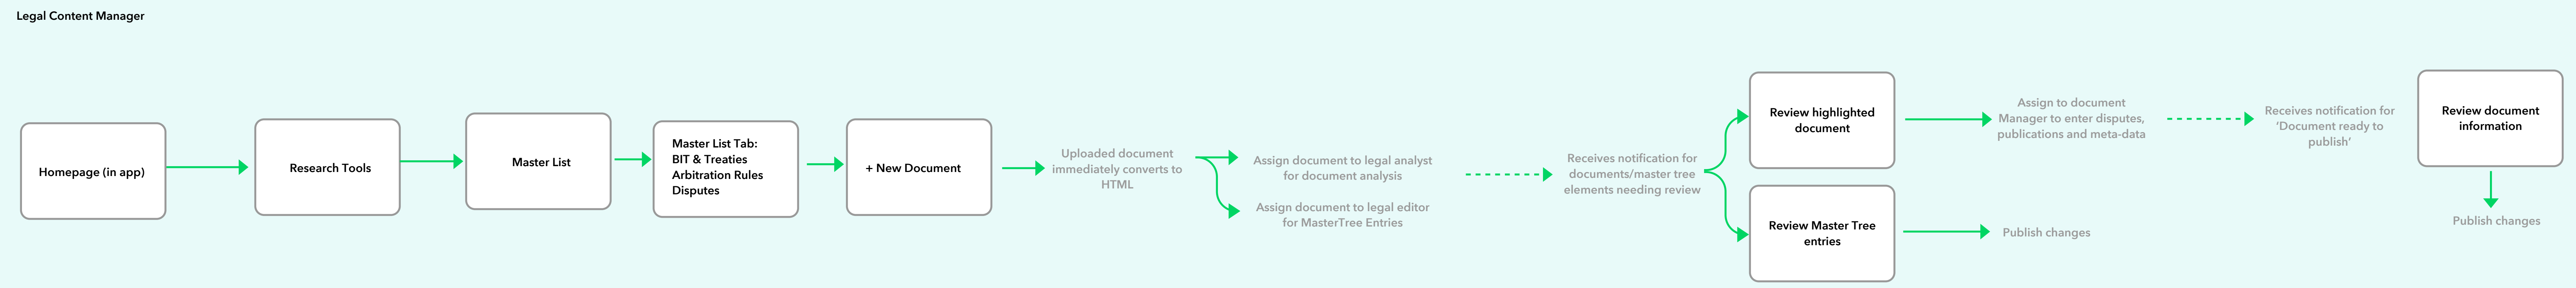 Legal Content Manager
Homepage (in app)
Research Tools
Master List
Master List Tab:
BIT & Treaties
Arbitration Rules
Disputes
+ New Document
Uploaded document
immediately converts to
HTML
Assign document to legal analyst
for document analysis
Assign document to legal editor
for MasterTree Entries
Receives notification for
documents/master tree
elements needing review
Review highlighted
document
Assign to document
Manager to enter disputes,
publications and meta-data
Receives notification for
‘Document ready to
publish’
Review document
information
Publish changes
Review Master Tree
entries
Publish changes